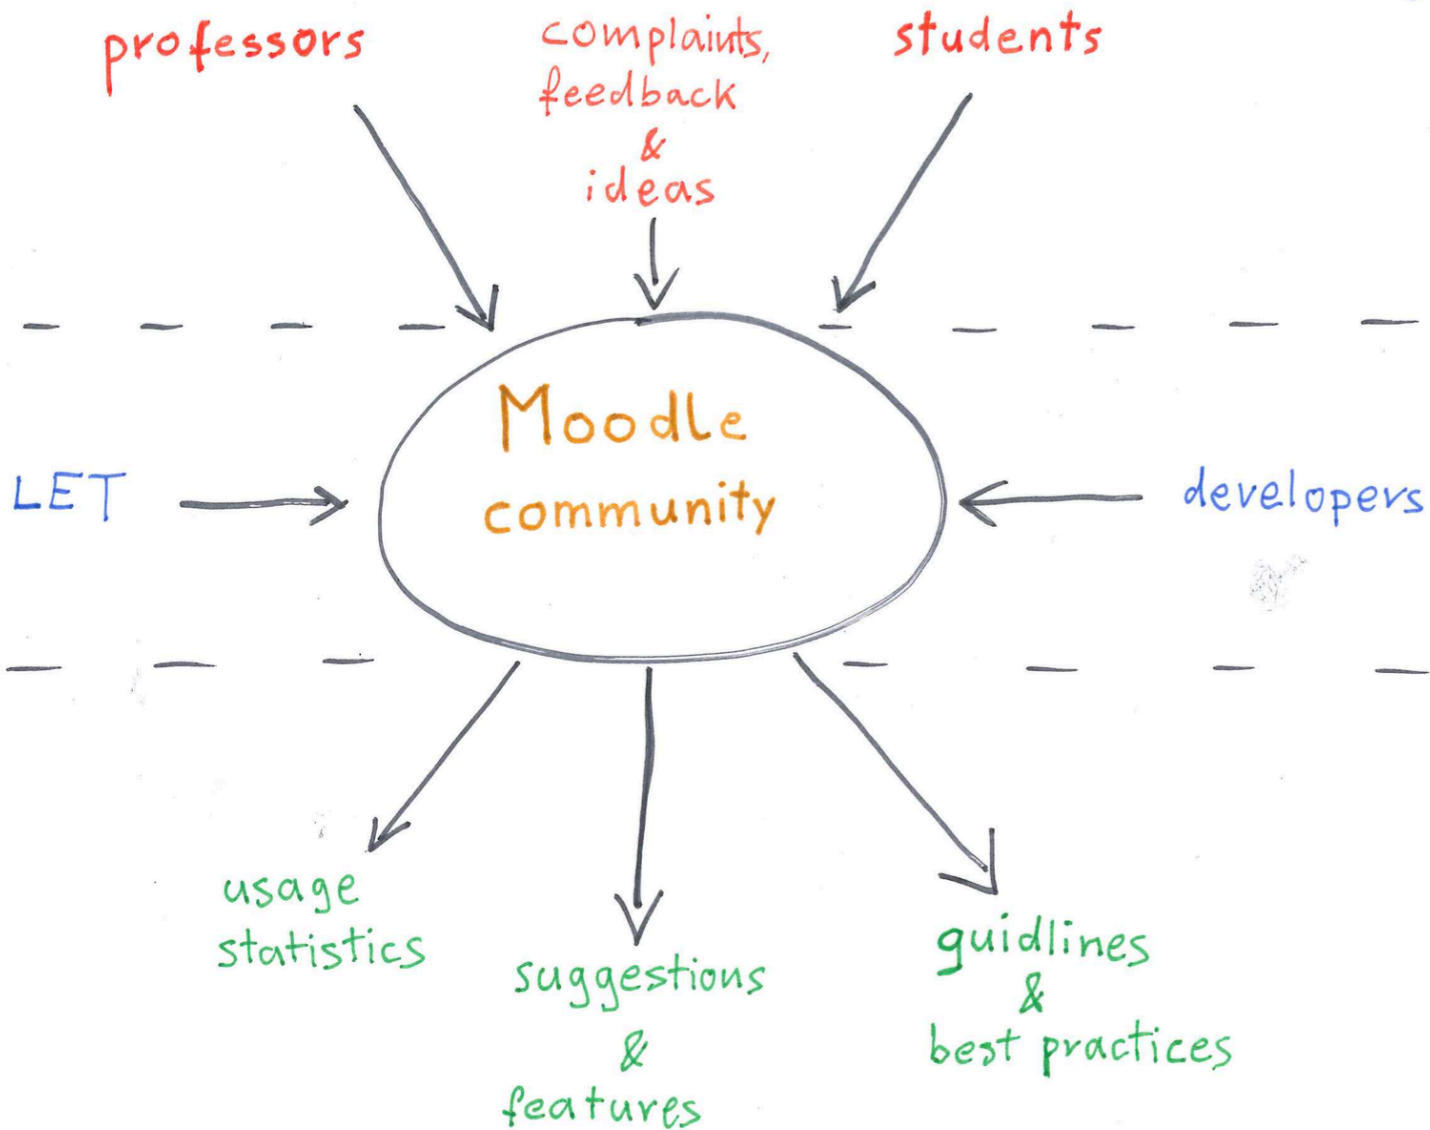 professors
complaints,
feedback
&
ideas
students
Moodle
community
LET
developers
usage
statistics
suggestions
&
features
guidlines
&
best practices